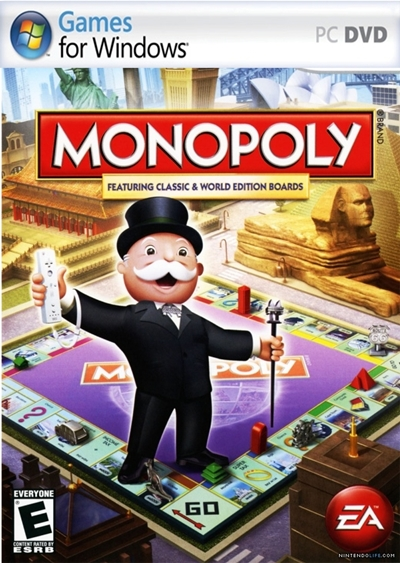 Games
for Windows®
PC DVD
MONOPOLY
®BRAND
FEATURING CLASSIC & WORLD EDITION BOARDS
MONOPOLY
GO
EVERYONE
E
CONTENT RATED BY
ESRB
EA
NINTENDOLIFE.COM